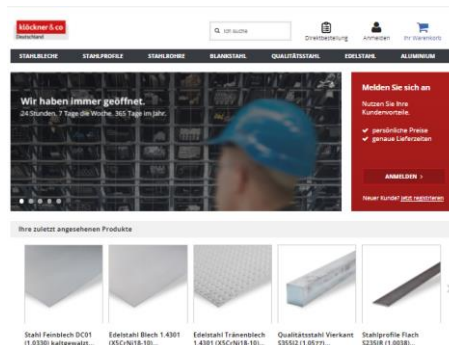 klöckner & co
Deutschland
Ich suche
Direktbestellung
Anmelden
Ihr Warenkorb
STAHLBLECHE STAHLPROFILE STAHLROHRE BLANKSTAHL QUALITÄTSSTAHL EDELSTAHL ALUMINIUM
Wir haben immer geöffnet.
24 Stunden, 7 Tage die Woche, 365 Tage im Jahr.
Melden Sie sich an
Nutzen Sie Ihre
Kundenvorteile.
persönliche Preise
genaue Lieferzeiten
ANMELDEN >
Neuer Kunde? Jetzt registrieren
Ihre zuletzt angesehenen Produkte
Stahl Feinblech DC01
(1.0330) kaltgewalzt...
Edelstahl Blech 1.4301
(X5CrNi18-10)...
Edelstahl Tränenblech
1.4301 (X5CrNi18-10)...
Qualitätsstahl Vierkant
S355J2 (1.0577)...
Stahlprofile Flach
S235JR (1.0038)...